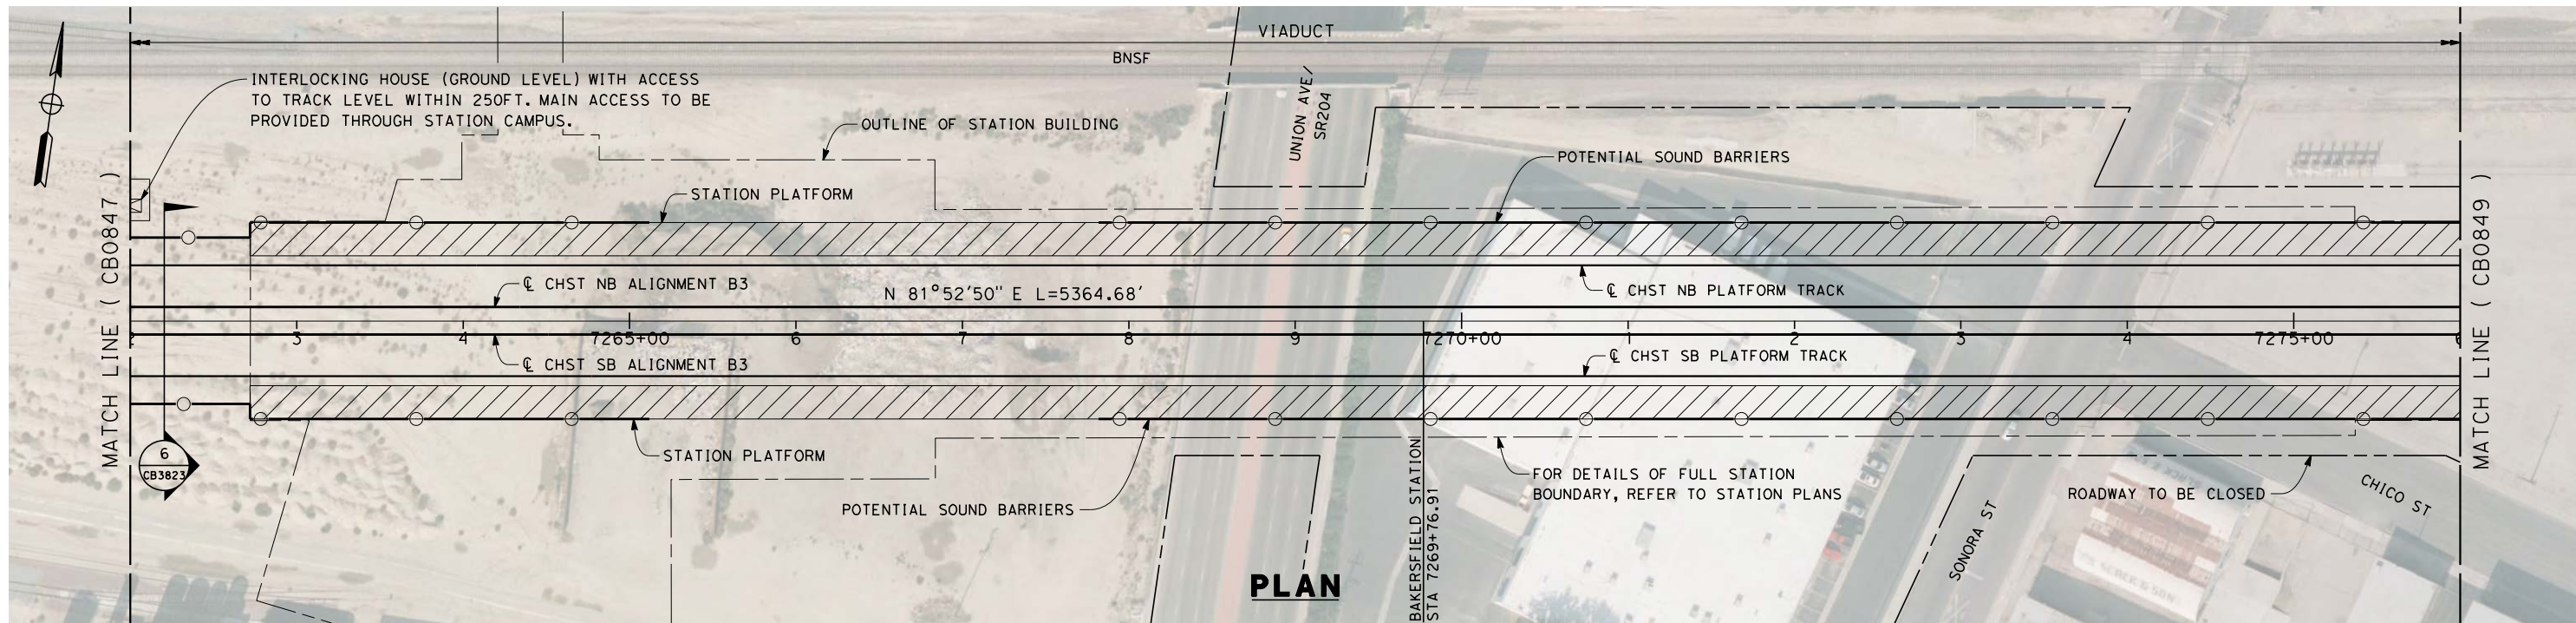 VIADUCT
BNSF
INTERLOCKING HOUSE (GROUND LEVEL) WITH ACCESS
TO TRACK LEVEL WITHIN 250FT. MAIN ACCESS TO BE
PROVIDED THROUGH STATION CAMPUS.
OUTLINE OF STATION BUILDING
UNION AVE/
SR204
POTENTIAL SOUND BARRIERS
STATION PLATFORM
MATCH LINE ( CB0847 )
MATCH LINE ( CB0849 )
℄ CHST NB ALIGNMENT B3
N 81°52'50" E L=5364.68'
℄ CHST NB PLATFORM TRACK
3 4 7265+00 6 7 8 9 7270+00 1 2 3 4 7275+00
℄ CHST SB ALIGNMENT B3
℄ CHST SB PLATFORM TRACK
6
CB3823
STATION PLATFORM
POTENTIAL SOUND BARRIERS
BAKERSFIELD STATION
STA 7269+76.91
FOR DETAILS OF FULL STATION
BOUNDARY, REFER TO STATION PLANS
ROADWAY TO BE CLOSED
CHICO ST
SONORA ST
PLAN